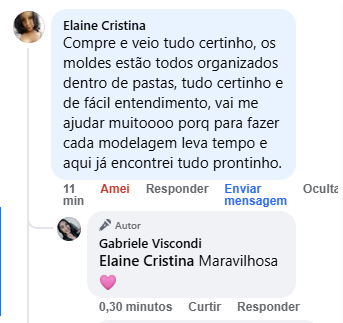 Elaine Cristina
Compre e veio tudo certinho, os
moldes estão todos organizados
dentro de pastas, tudo certinho e
de fácil entendimento, vai me
ajudar muitoooo porq para fazer
cada modelagem leva tempo e
aqui já encontrei tudo prontinho.
11 min Amei Responder Enviar mensagem Oculta
Autor
Gabriele Viscondi
Elaine Cristina Maravilhosa
0,30 minutos Curtir Responder